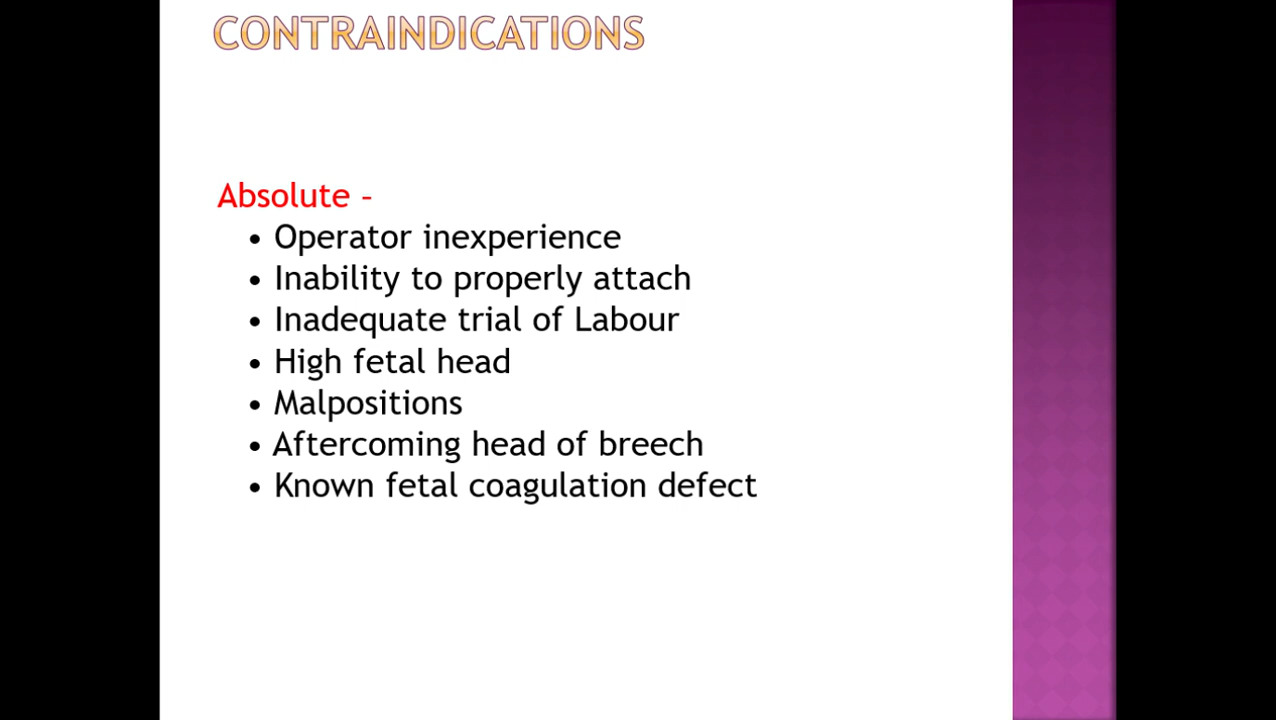 CONTRAINDICATIONS
Absolute –
• Operator inexperience
• Inability to properly attach
• Inadequate trial of Labour
• High fetal head
• Malpositions
• Aftercoming head of breech
• Known fetal coagulation defect